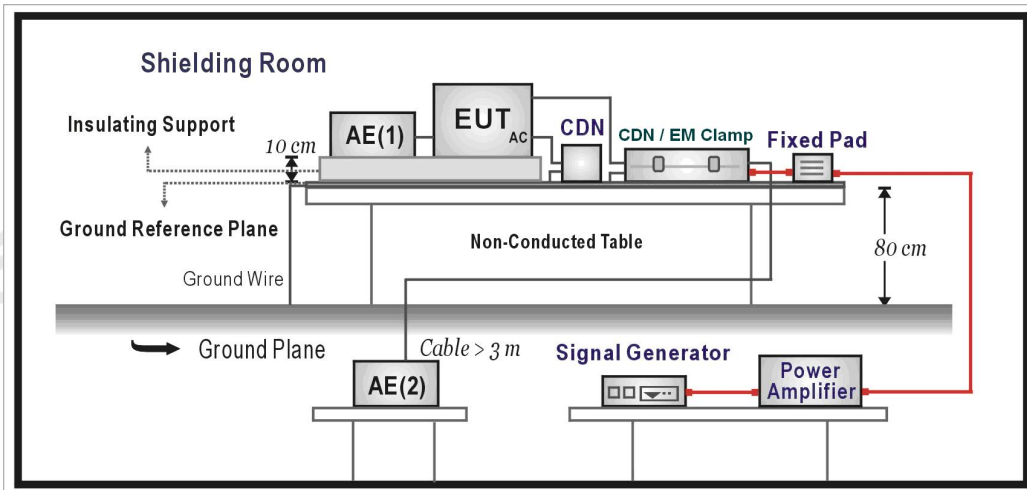 Shielding Room
Insulating Support
10 cm
AE(1)
EUT
AC
CDN
CDN / EM Clamp
Fixed Pad
Ground Reference Plane
Non-Conducted Table
80 cm
Ground Wire
Ground Plane
Cable > 3 m
Signal Generator
AE(2)
Power
Amplifier